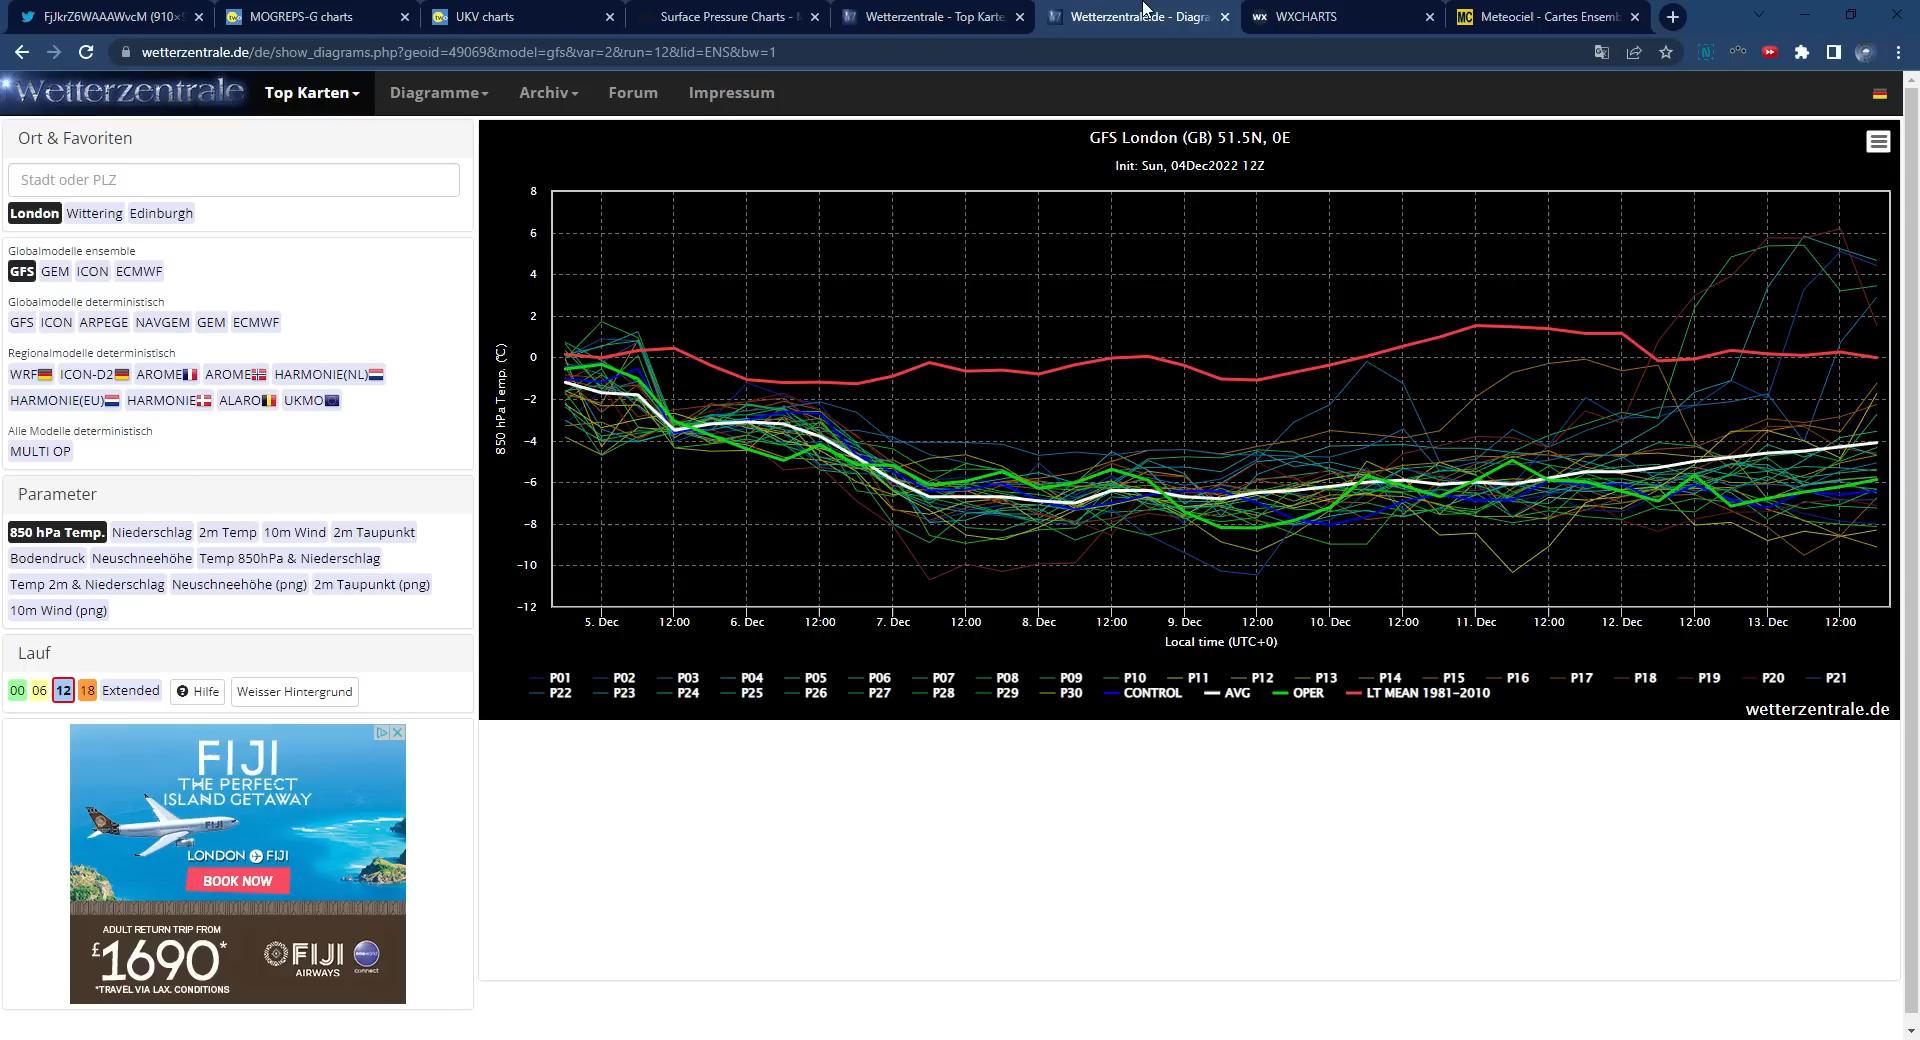 FjJkrZ6WAAAWvcM (910×
MOGREPS-G charts
UKV charts
Surface Pressure Charts -
Wetterzentrale - Top Karte
Wetterzentrale.de - Diagra
WX WXCHARTS
MC Meteociel - Cartes Ensemb
wetterzentrale.de/de/show_diagrams.php?geoid=49069&model=gfs&var=2&run=12&lid=ENS&bw=1
Wetterzentrale
Top Karten
Diagramme
Archiv
Forum
Impressum
Ort & Favoriten
Stadt oder PLZ
London Wittering Edinburgh
Globalmodelle ensemble
GFS GEM ICON ECMWF
Globalmodelle deterministisch
GFS ICON ARPEGE NAVGEM GEM ECMWF
Regionalmodelle deterministisch
WRF ICON-D2 AROME AROME HARMONIE(NL)
HARMONIE(EU) HARMONIE ALARO UKMO
Alle Modelle deterministisch
MULTI OP
Parameter
850 hPa Temp. Niederschlag 2m Temp 10m Wind 2m Taupunkt
Bodendruck Neuschneehöhe Temp 850hPa & Niederschlag
Temp 2m & Niederschlag Neuschneehöhe (png) 2m Taupunkt (png)
10m Wind (png)
Lauf
00 06 12 18 Extended Hilfe Weisser Hintergrund
FIJI
THE PERFECT
ISLAND GETAWAY
FIJI
LONDON FIJI
BOOK NOW
ADULT RETURN TRIP FROM
£1690*
*TRAVEL VIA LAX. CONDITIONS
FIJI
AIRWAYS
oneworld
connect
GFS London (GB) 51.5N, 0E
Init: Sun, 04Dec2022 12Z
850 hPa Temp. (°C)
8
6
4
2
0
−2
−4
−6
−8
−10
−12
5. Dec 12:00 6. Dec 12:00 7. Dec 12:00 8. Dec 12:00 9. Dec 12:00 10. Dec 12:00 11. Dec 12:00 12. Dec 12:00 13. Dec 12:00
Local time (UTC+0)
P01 P02 P03 P04 P05 P06 P07 P08 P09 P10 P11 P12 P13 P14 P15 P16 P17 P18 P19 P20 P21
P22 P23 P24 P25 P26 P27 P28 P29 P30 CONTROL AVG OPER LT MEAN 1981-2010
wetterzentrale.de